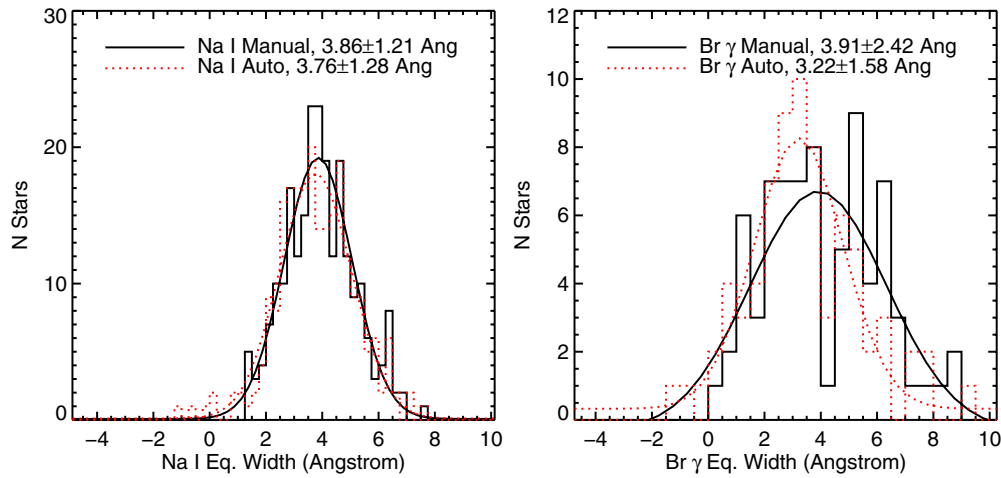 Na I Manual, 3.86±1.21 Ang
Na I Auto, 3.76±1.28 Ang
30
20
10
0
N Stars
−4 −2 0 2 4 6 8 10
Na I Eq. Width (Angstrom)
Br γ Manual, 3.91±2.42 Ang
Br γ Auto, 3.22±1.58 Ang
12
10
8
6
4
2
0
N Stars
−4 −2 0 2 4 6 8 10
Br γ Eq. Width (Angstrom)